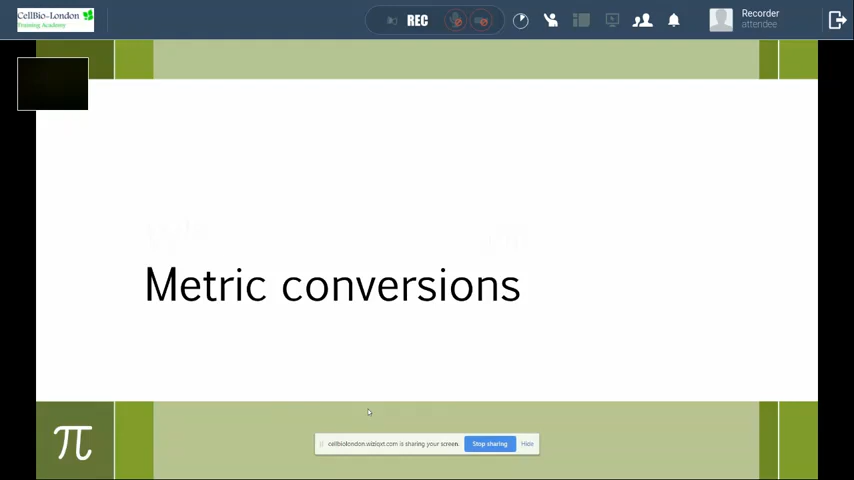 CellBio-London
Training Academy
REC
Recorder
attendee
Metric conversions
π
cellbiolondon.wiziqxt.com is sharing your screen.
Stop sharing
Hide